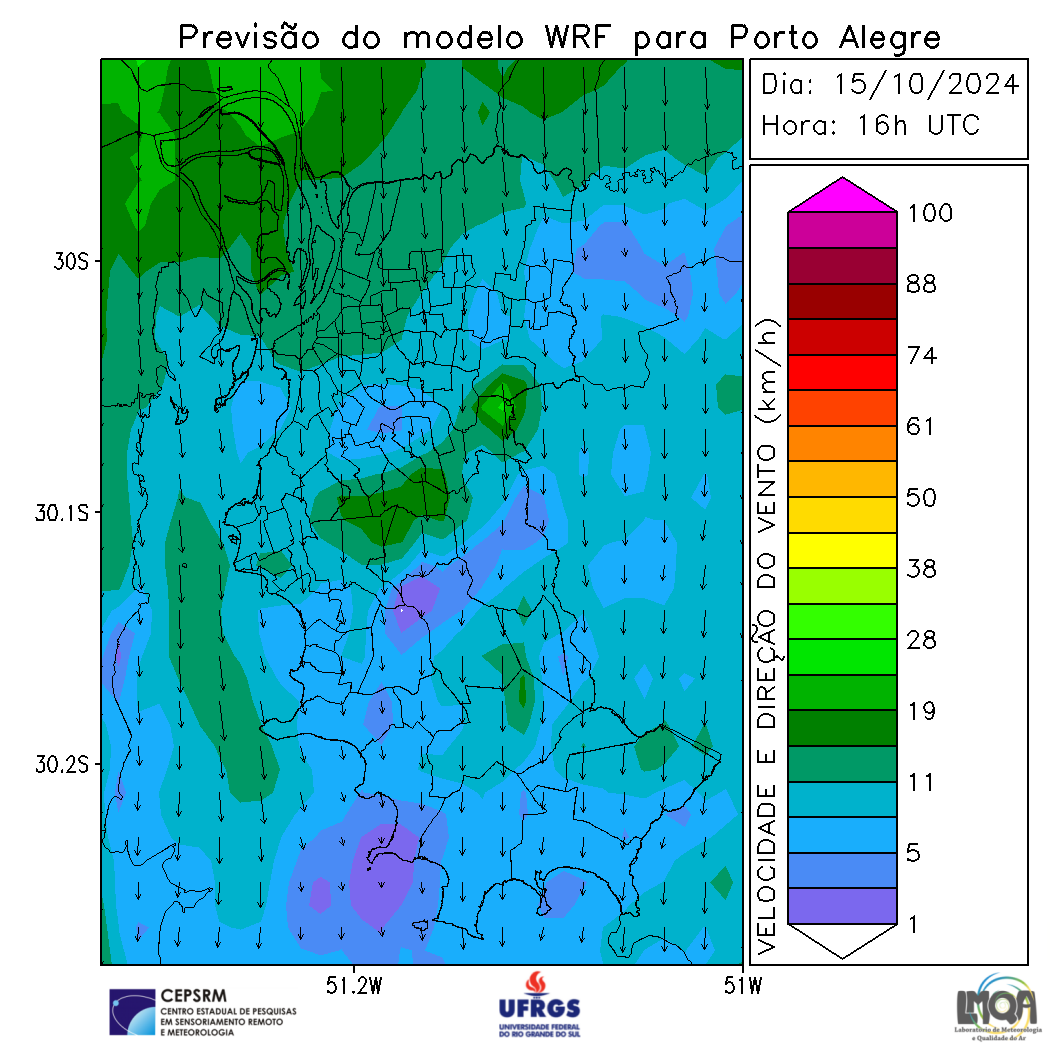 Previsão do modelo WRF para Porto Alegre
Dia: 15/10/2024
Hora: 16h UTC
30S
30.1S
30.2S
51.2W
51W
VELOCIDADE E DIREÇÃO DO VENTO (km/h)
100
88
74
61
50
38
28
19
11
5
1
CEPSRM
CENTRO ESTADUAL DE PESQUISAS
EM SENSORIAMENTO REMOTO
E METEOROLOGIA
UFRGS
UNIVERSIDADE FEDERAL
DO RIO GRANDE DO SUL
LMQA
Laboratório de Meteorologia
e Qualidade do Ar